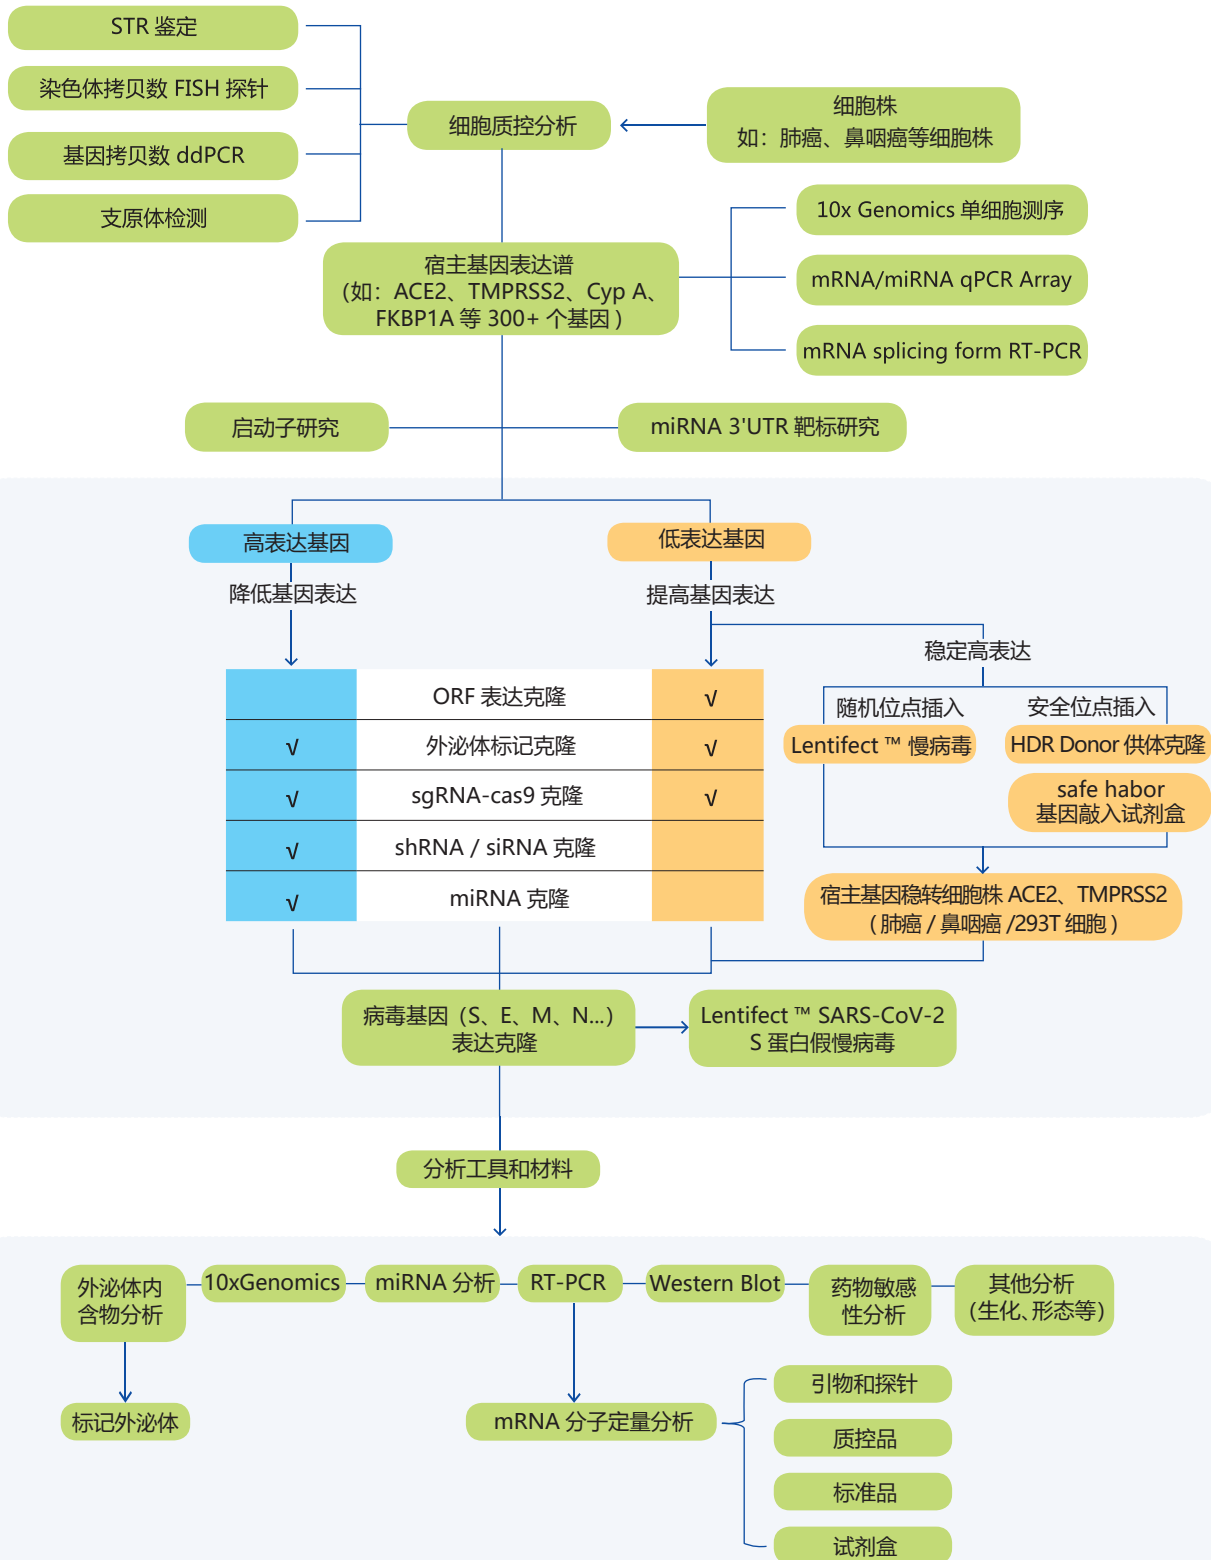 STR 鉴定
染色体拷贝数 FISH 探针
基因拷贝数 ddPCR
支原体检测
细胞质控分析
细胞株
如：肺癌、鼻咽癌等细胞株
10x Genomics 单细胞测序
mRNA/miRNA qPCR Array
mRNA splicing form RT-PCR
宿主基因表达谱
（如：ACE2、TMPRSS2、Cyp A、
FKBP1A 等 300+ 个基因 )
启动子研究
miRNA 3'UTR 靶标研究
高表达基因
低表达基因
降低基因表达
提高基因表达
稳定高表达
随机位点插入
安全位点插入
Lentifect ™ 慢病毒
HDR Donor 供体克隆
safe habor
基因敲入试剂盒
ORF 表达克隆 √
√ 外泌体标记克隆 √
√ sgRNA-cas9 克隆 √
√ shRNA / siRNA 克隆
√ miRNA 克隆
宿主基因稳转细胞株 ACE2、TMPRSS2
( 肺癌 / 鼻咽癌 /293T 细胞 )
病毒基因（S、E、M、N...）
表达克隆
Lentifect ™ SARS-CoV-2
S 蛋白假慢病毒
分析工具和材料
外泌体内
含物分析
10xGenomics
miRNA 分析
RT-PCR
Western Blot
药物敏感
性分析
其他分析
（生化、形态等）
标记外泌体
mRNA 分子定量分析
引物和探针
质控品
标准品
试剂盒